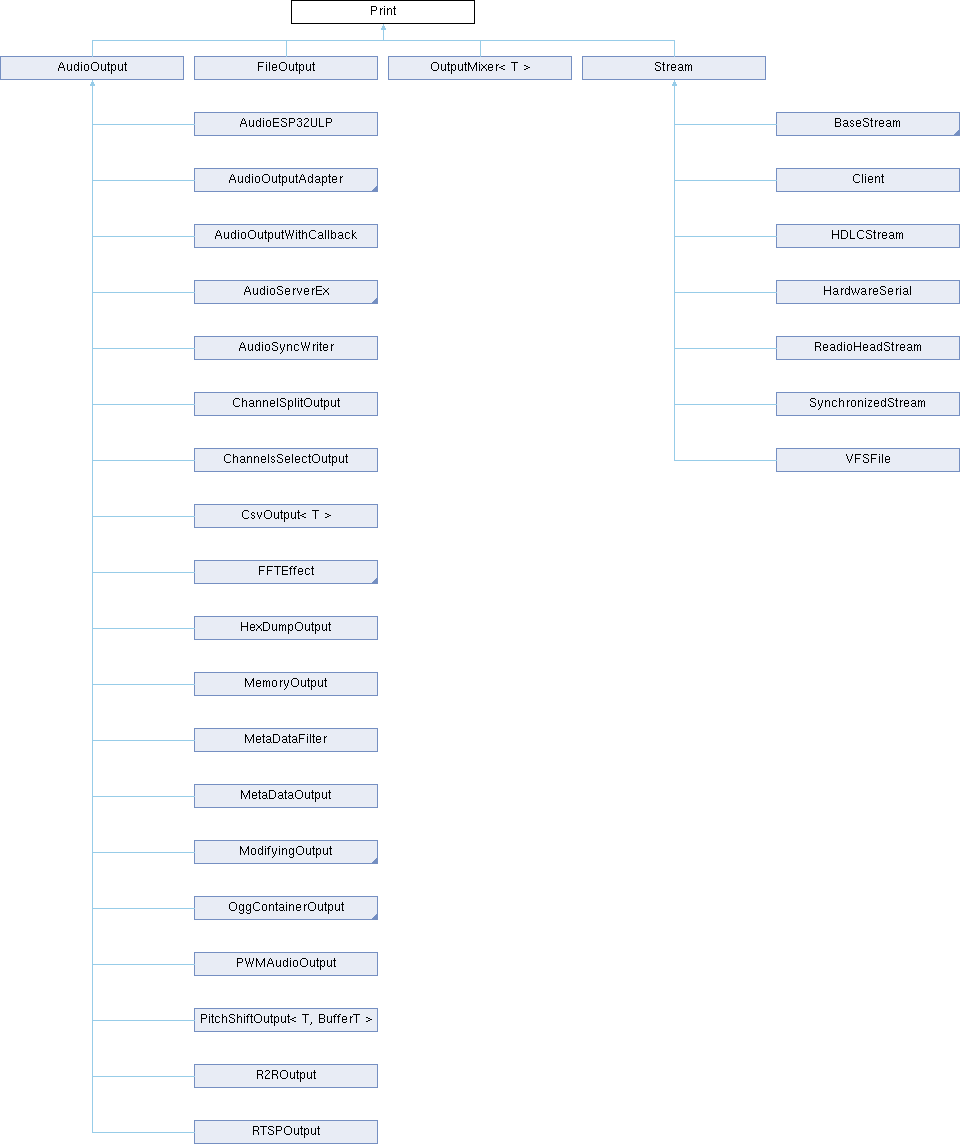 Print
AudioOutput
FileOutput
OutputMixer< T >
Stream
AudioESP32ULP
BaseStream
AudioOutputAdapter
Client
AudioOutputWithCallback
HDLCStream
AudioServerEx
HardwareSerial
AudioSyncWriter
ReadioHeadStream
ChannelSplitOutput
SynchronizedStream
ChannelsSelectOutput
VFSFile
CsvOutput< T >
FFTEffect
HexDumpOutput
MemoryOutput
MetaDataFilter
MetaDataOutput
ModifyingOutput
OggContainerOutput
PWMAudioOutput
PitchShiftOutput< T, BufferT >
R2ROutput
RTSPOutput